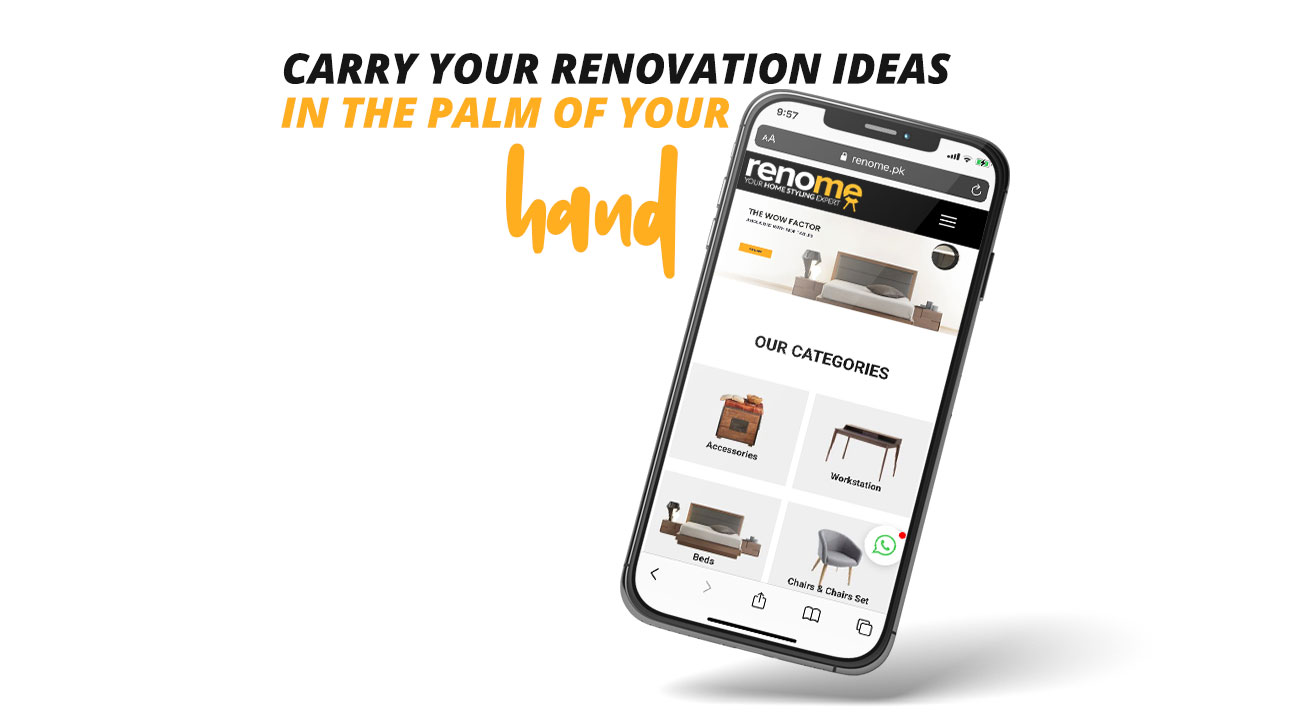 CARRY YOUR RENOVATION IDEAS
IN THE PALM OF YOUR
hand
9:57
AA
renome.pk
renome
YOUR HOME STYLING EXPERT
THE WOW FACTOR
OUR CATEGORIES
Accessories
Workstation
Beds
Chairs & Chairs Set